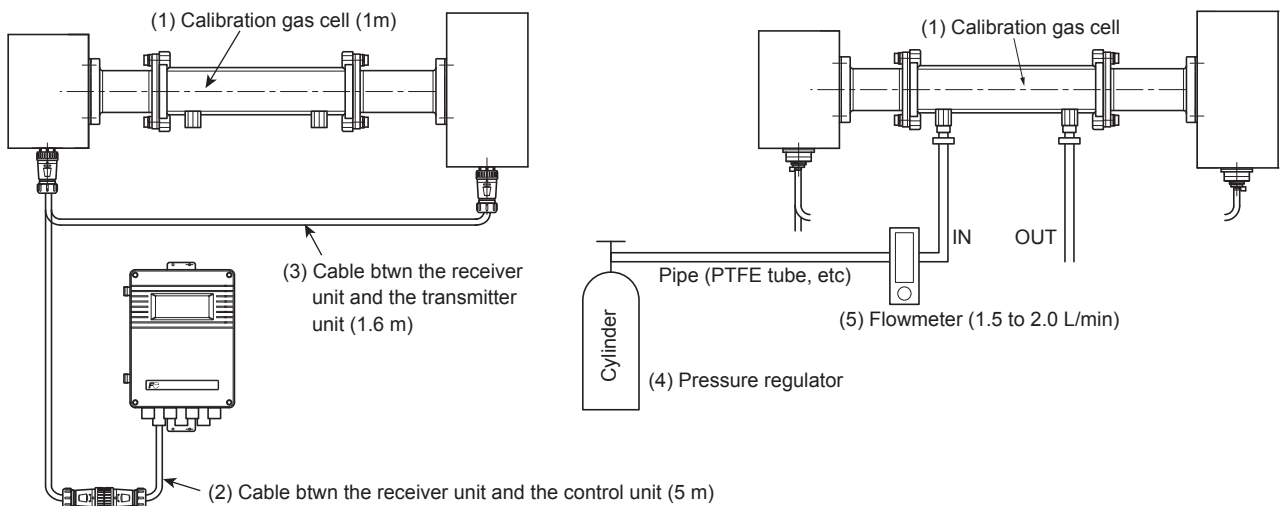 (1) Calibration gas cell (1m)
(3) Cable btwn the receiver
unit and the transmitter
unit (1.6 m)
(2) Cable btwn the receiver unit and the control unit (5 m)
(1) Calibration gas cell
IN
OUT
Pipe (PTFE tube, etc)
(5) Flowmeter (1.5 to 2.0 L/min)
Cylinder
(4) Pressure regulator